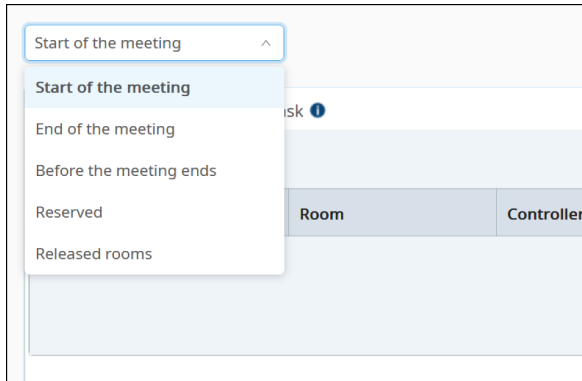 Start of the meeting
Start of the meeting
End of the meeting
Before the meeting ends
Reserved
Released rooms
Room
Controller